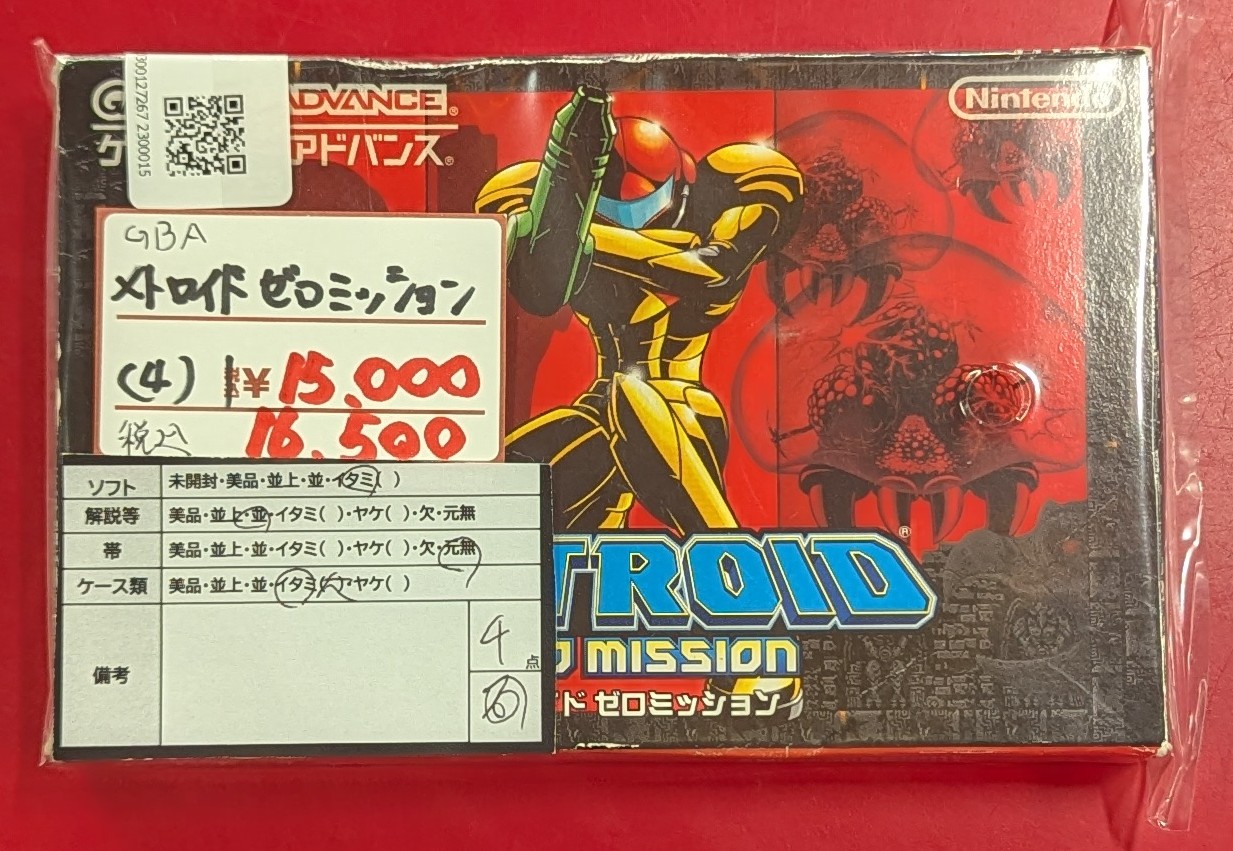 ADVANCE®
アドバンス®
Nintendo
300127267 2300015
GBA
メトロイド ゼロミッション
(4) ¥15,000
税込 16,500
ソフト 未開封・美品・並上・並・イタミ( )
解説等 美品・並上・並・イタミ( )・ヤケ( )・欠・元無
帯 美品・並上・並・イタミ( )・ヤケ( )・欠・元無
ケース類 美品・並上・並・イタミ( )・ヤケ( )
備考
4点
TROID®
MISSION
ド ゼロミッション